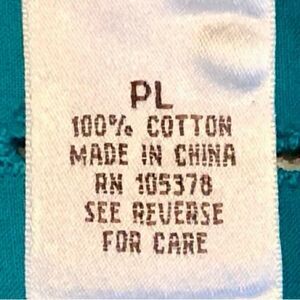 PL
100% COTTON
MADE IN CHINA
RN 105378
SEE REVERSE
FOR CARE